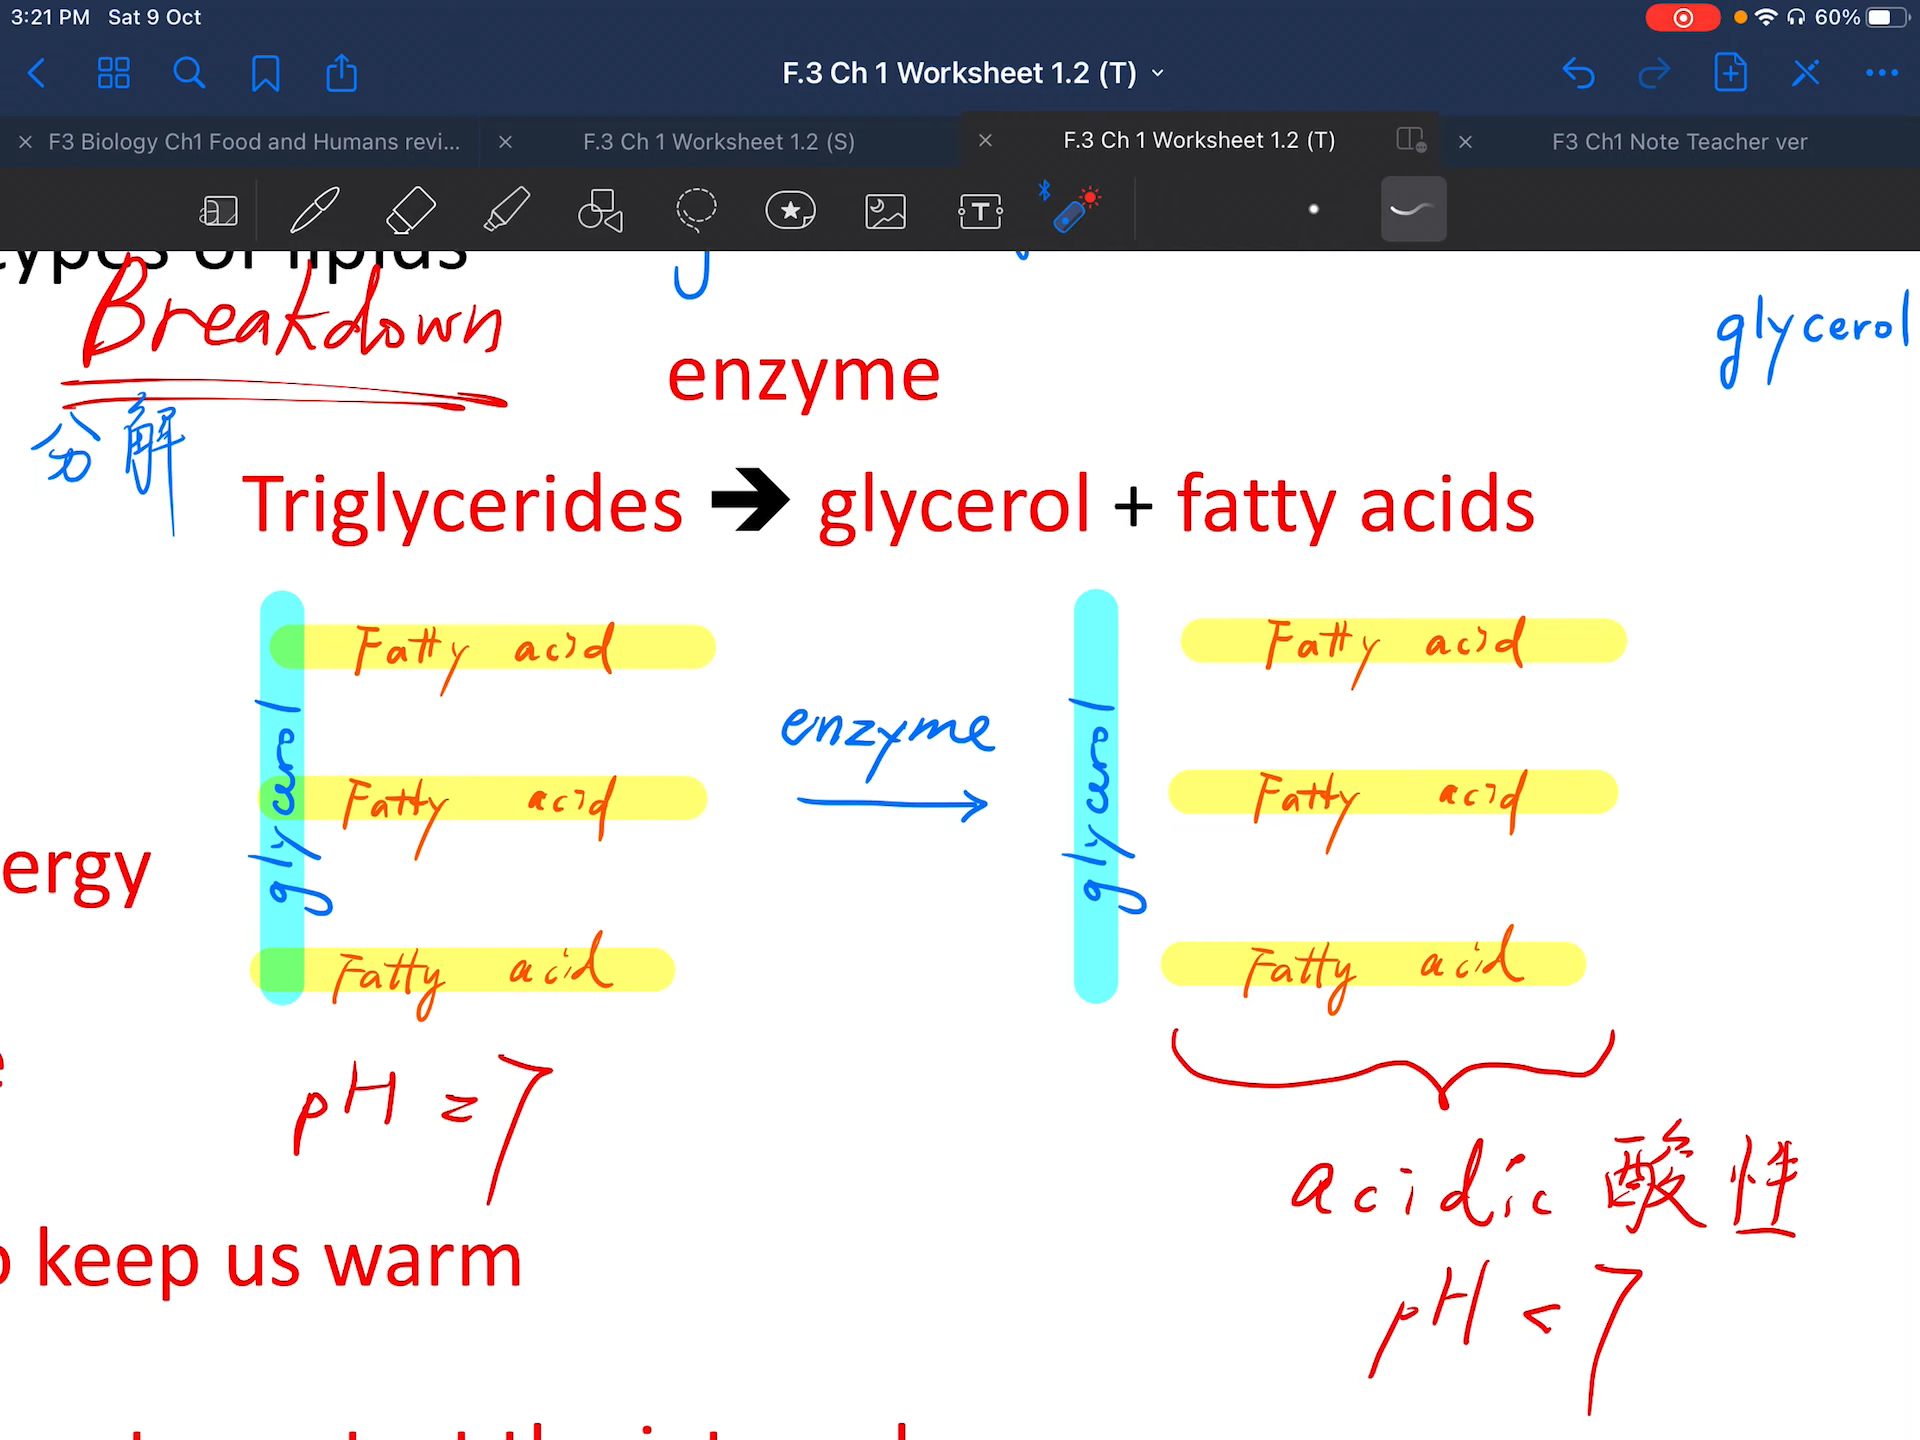 3:21 PM Sat 9 Oct
60%
F.3 Ch 1 Worksheet 1.2 (T)
F3 Biology Ch1 Food and Humans revi...
F.3 Ch 1 Worksheet 1.2 (S)
F.3 Ch 1 Worksheet 1.2 (T)
F3 Ch1 Note Teacher ver
T
types of lipids
Breakdown
glycerol
enzyme
分解
Triglycerides → glycerol + fatty acids
Fatty acid
Fatty acid
glycerol
enzyme
glycerol
Fatty acid
Fatty acid
ergy
Fatty acid
Fatty acid
pH = 7
acidic 酸性
o keep us warm
pH < 7